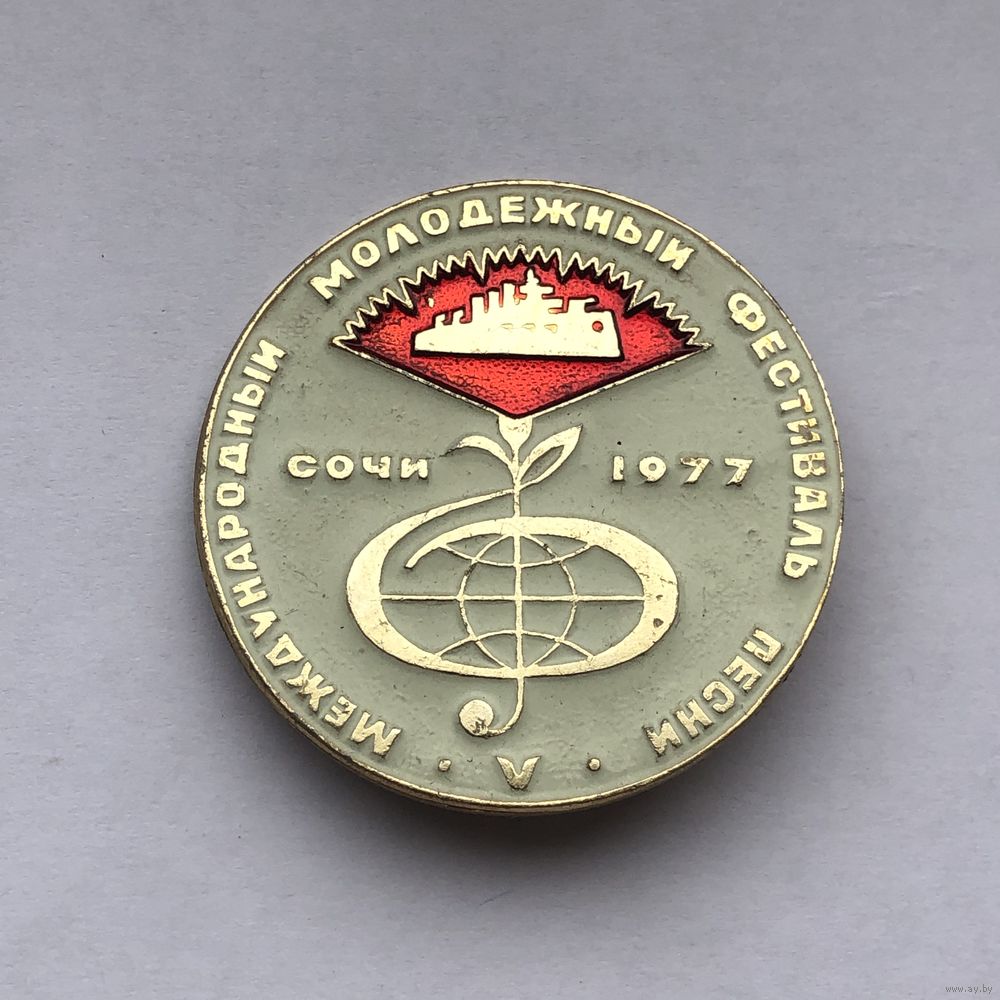 МЕЖДУНАРОДНЫЙ МОЛОДЕЖНЫЙ ФЕСТИВАЛЬ ПЕСНИ
СОЧИ 1977
· V ·
www.ay.by